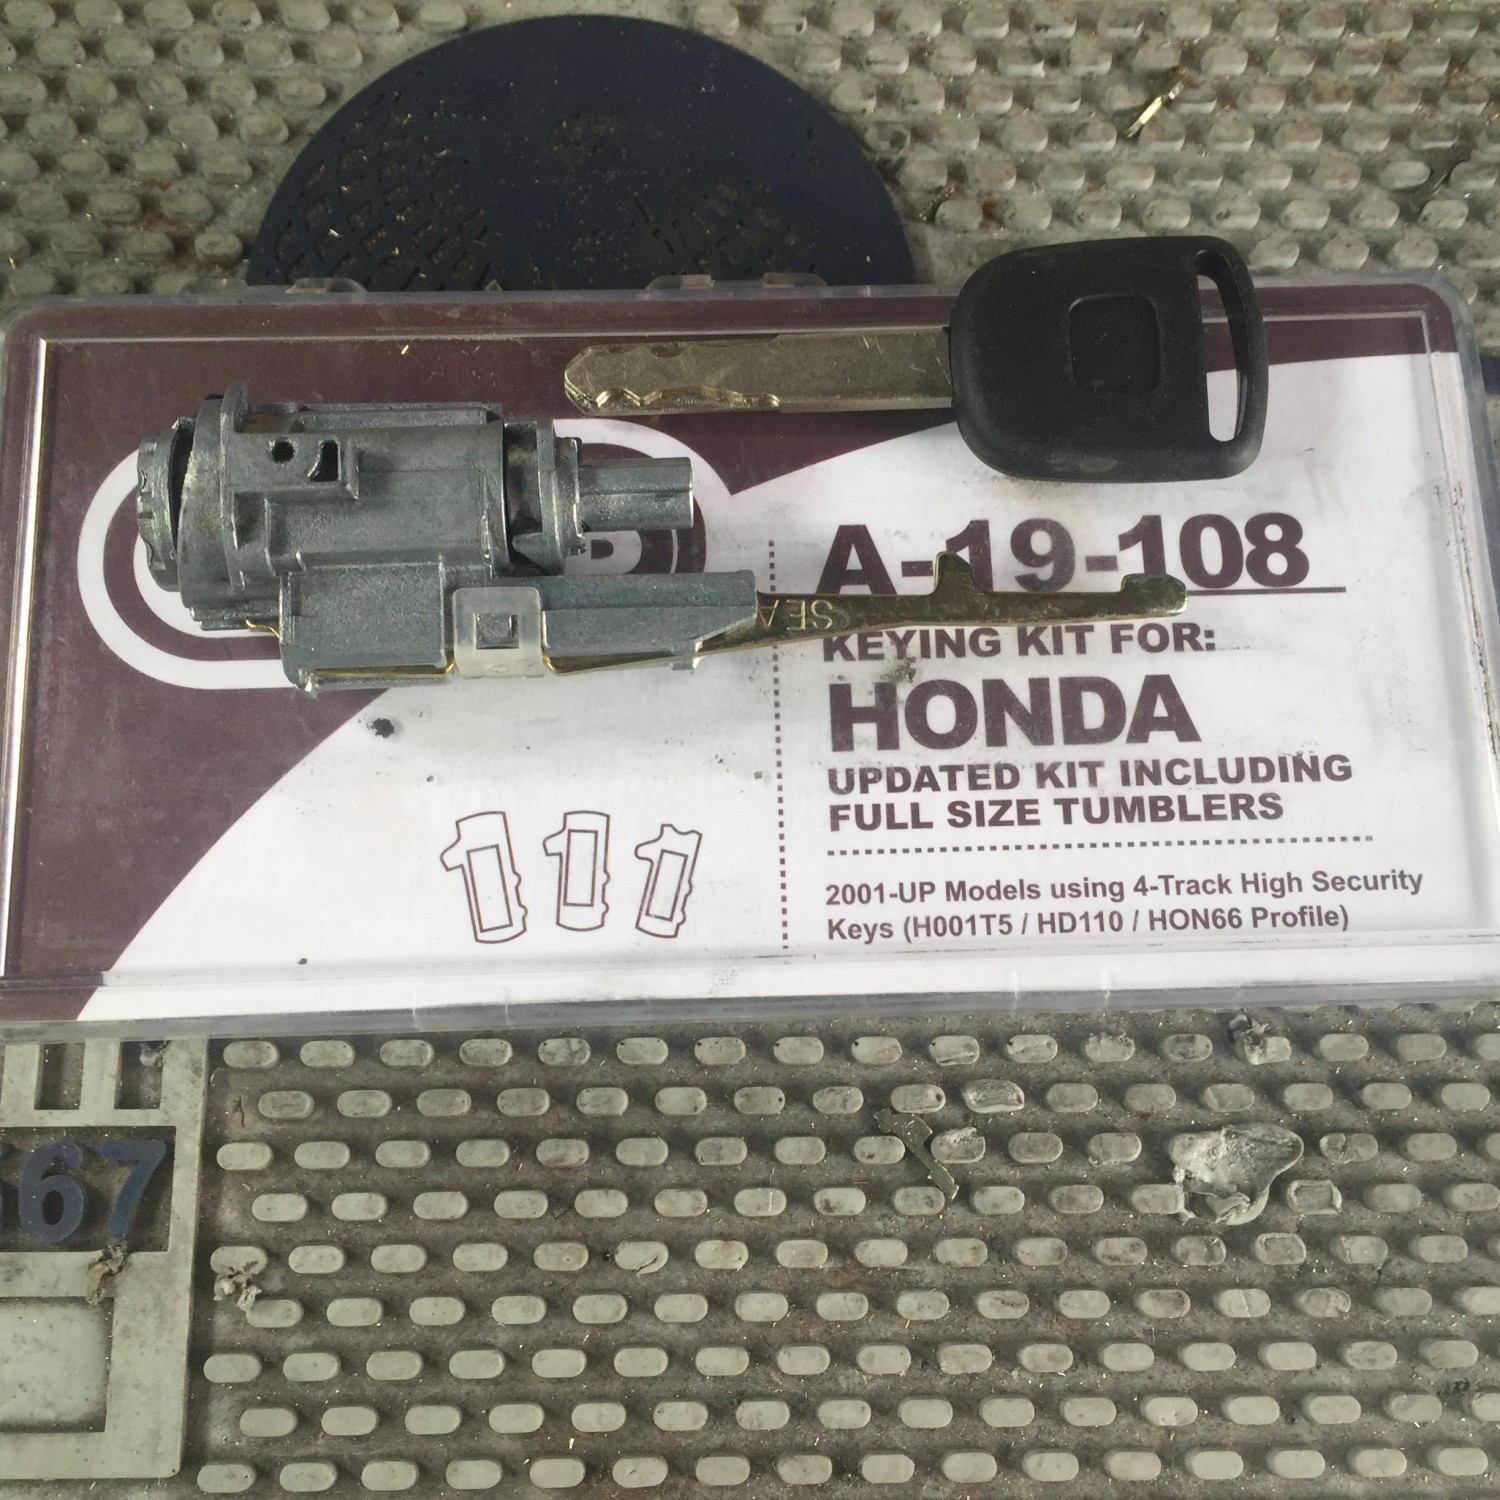 A-19-108
KEYING KIT FOR:
HONDA
UPDATED KIT INCLUDING
FULL SIZE TUMBLERS
2001-UP Models using 4-Track High Security
Keys (H001T5 / HD110 / HON66 Profile)
SEA
567